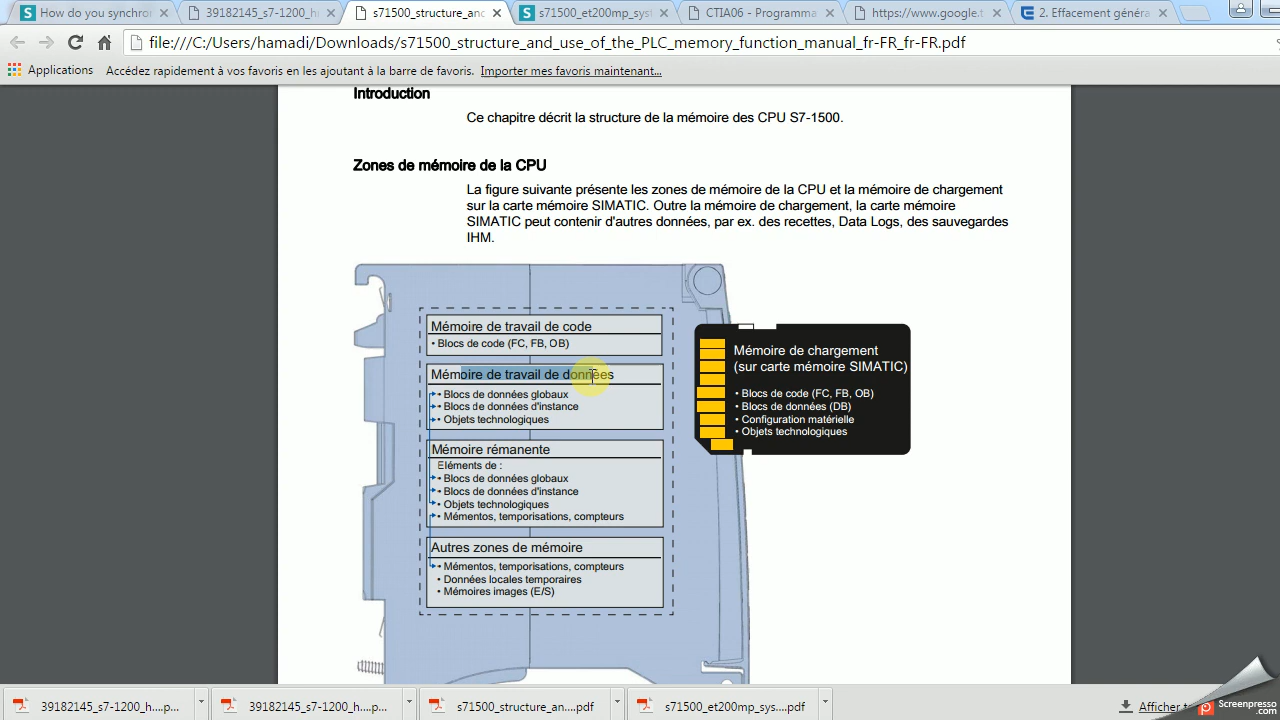 How do you synchron
39182145_s7-1200_h
s71500_structure_anc
s71500_et200mp_syst
CTIA06 - Programma
https://www.google.t
2. Effacement généra
file:///C:/Users/hamadi/Downloads/s71500_structure_and_use_of_the_PLC_memory_function_manual_fr-FR_fr-FR.pdf
Applications
Accédez rapidement à vos favoris en les ajoutant à la barre de favoris. Importer mes favoris maintenant...
Introduction
Ce chapitre décrit la structure de la mémoire des CPU S7-1500.
Zones de mémoire de la CPU
La figure suivante présente les zones de mémoire de la CPU et la mémoire de chargement
sur la carte mémoire SIMATIC. Outre la mémoire de chargement, la carte mémoire
SIMATIC peut contenir d'autres données, par ex. des recettes, Data Logs, des sauvegardes
IHM.
Mémoire de travail de code
• Blocs de code (FC, FB, OB)
Mémoire de travail de données
• Blocs de données globaux
• Blocs de données d'instance
• Objets technologiques
Mémoire rémanente
Eléments de :
• Blocs de données globaux
• Blocs de données d'instance
• Objets technologiques
• Mémentos, temporisations, compteurs
Autres zones de mémoire
• Mémentos, temporisations, compteurs
• Données locales temporaires
• Mémoires images (E/S)
Mémoire de chargement
(sur carte mémoire SIMATIC)
• Blocs de code (FC, FB, OB)
• Blocs de données (DB)
• Configuration matérielle
• Objets technologiques
39182145_s7-1200_h....p...
39182145_s7-1200_h....p...
s71500_structure_an....pdf
s71500_et200mp_sys....pdf
Afficher
Screenpresso
.com